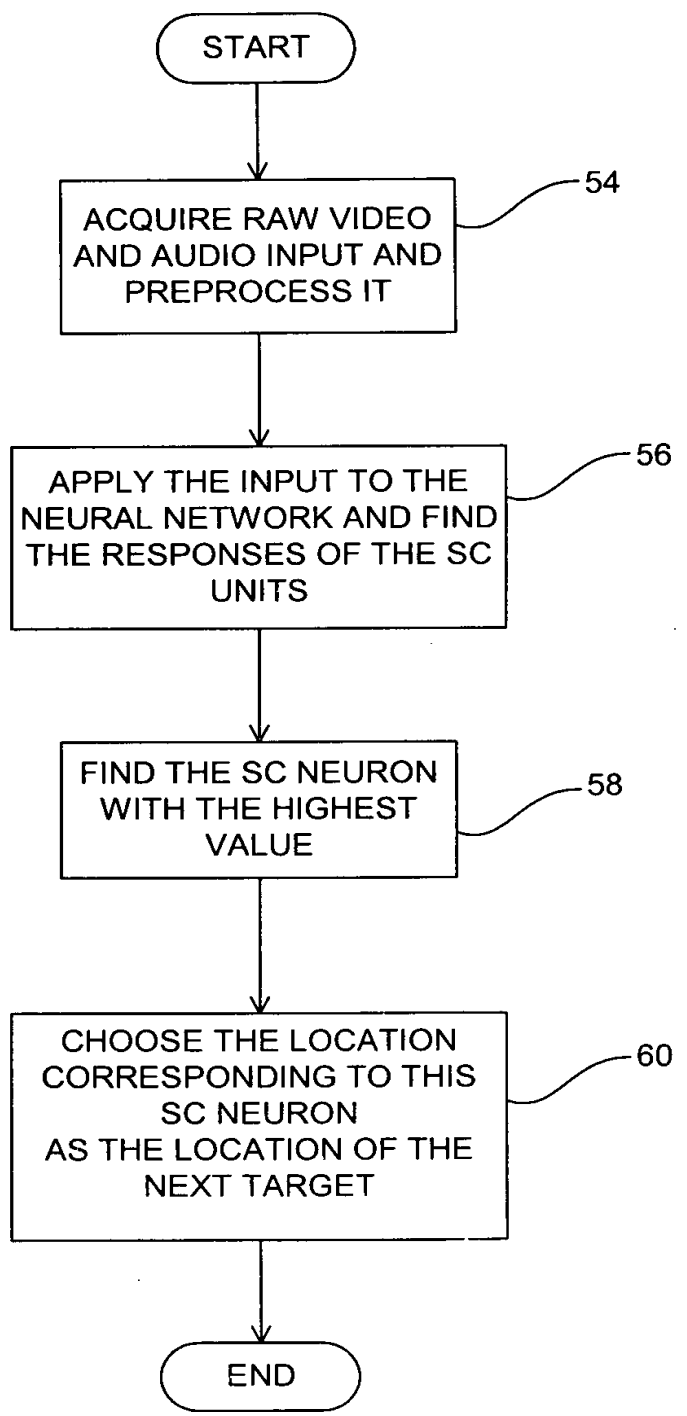 START
54
ACQUIRE RAW VIDEO
AND AUDIO INPUT AND
PREPROCESS IT
56
APPLY THE INPUT TO THE
NEURAL NETWORK AND FIND
THE RESPONSES OF THE SC
UNITS
FIND THE SC NEURON
WITH THE HIGHEST
VALUE
58
CHOOSE THE LOCATION
CORRESPONDING TO THIS
SC NEURON
AS THE LOCATION OF THE
NEXT TARGET
60
END